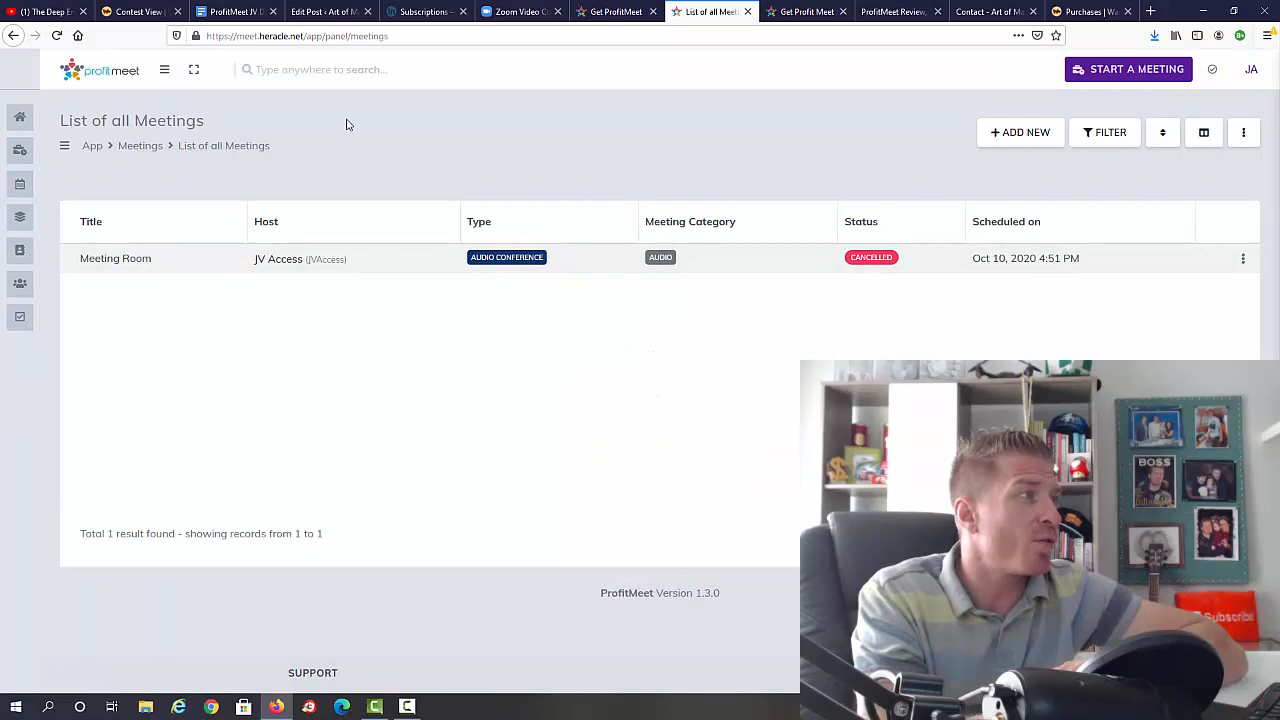 The Deep En
Contest View (
ProfitMeet JV D
Edit Post ‹ Art of M
Subscriptions –
Zoom Video C
Get ProfitMeet
List of all Meeti
Get ProfitMeet
ProfitMeet Review,
Contact - Art of Ma
Purchases | Wa
https://meet.heracle.net/app/panel/meetings
profitmeet
Type anywhere to search...
START A MEETING
JA
List of all Meetings
App > Meetings > List of all Meetings
+ ADD NEW
FILTER
Title Host Type Meeting Category Status Scheduled on
Meeting Room JV Access (JVAccess) AUDIO CONFERENCE AUDIO CANCELLED Oct 10, 2020 4:51 PM
Total 1 result found - showing records from 1 to 1
ProfitMeet Version 1.3.0
SUPPORT
BOSS
Subscribe